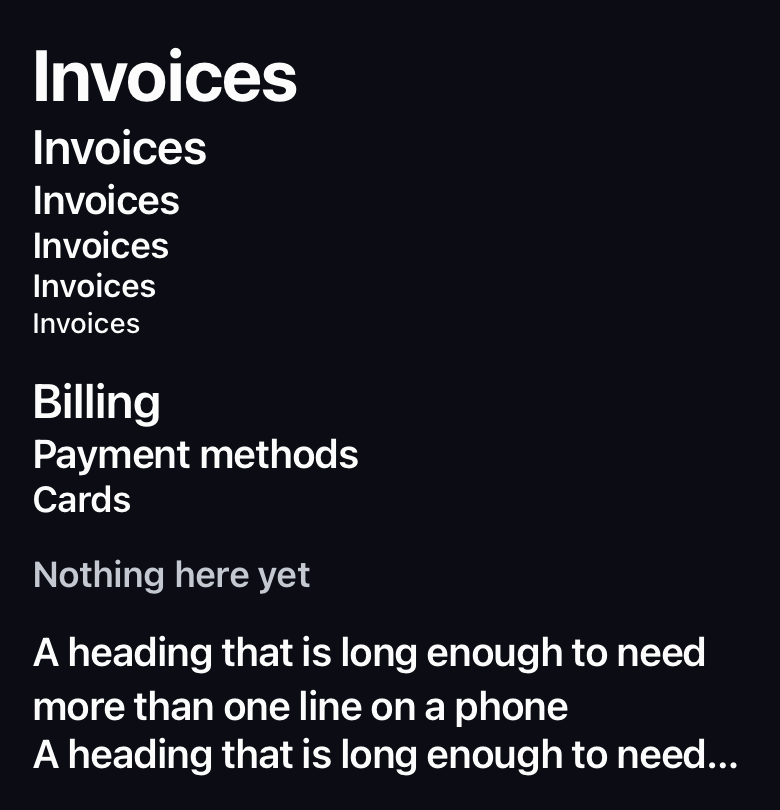 Invoices
Invoices
Invoices
Invoices
Invoices
Invoices
Billing
Payment methods
Cards
Nothing here yet
A heading that is long enough to need
more than one line on a phone
A heading that is long enough to need...